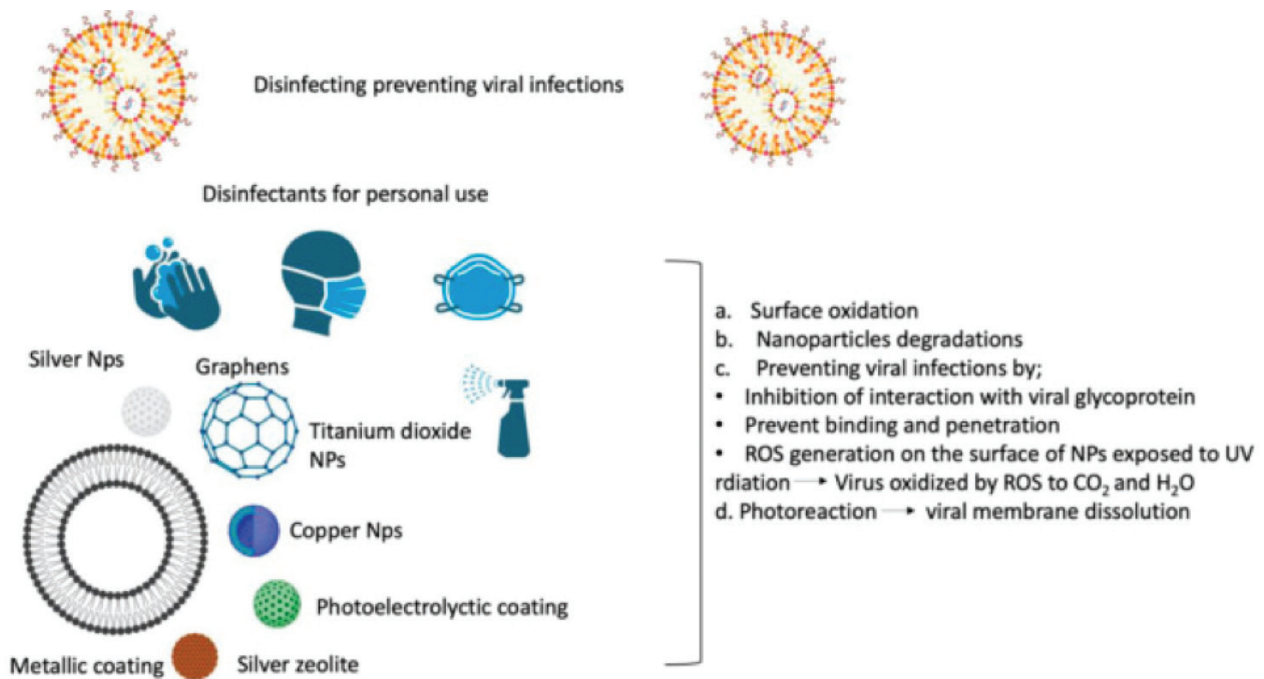 Disinfecting preventing viral infections
Disinfectants for personal use
Silver Nps
Graphens
Titanium dioxide
NPs
Copper Nps
Photoelectrolyctic coating
Metallic coating
Silver zeolite
a. Surface oxidation
b. Nanoparticles degradations
c. Preventing viral infections by;
• Inhibition of interaction with viral glycoprotein
• Prevent binding and penetration
• ROS generation on the surface of NPs exposed to UV
rdiation ⟶ Virus oxidized by ROS to CO₂ and H₂O
d. Photoreaction ⟶ viral membrane dissolution